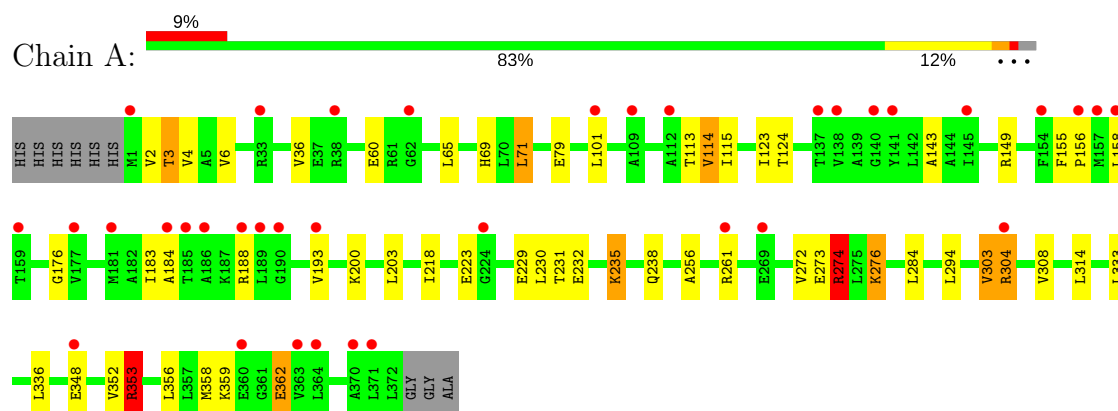 9%
Chain A:
83% 12% • • •
HIS HIS HIS HIS HIS HIS M1 V2 T3 V4 A5 V6 R33 V36 E37 R38 E60 R61 G62 L65 H69 L70 L71 E79 L101 A109 A112 T113 V114 I115 I123 T124 T137 V138 A139 G140 Y141 L142 A143 A144 I145 R149 F154 F155 P156 M157 L158
T159 G176 V177 M181 A182 I183 A184 T185 A186 K187 R188 L189 G190 V193 K200 L203 I218 E223 G224 E229 L230 T231 E232 K235 Q238 A256 R261 E269 V272 E273 R274 L275 K276 L284 L294 V303 R304 V308 L314 L333
L336 E348 V352 R353 L356 L357 M358 K359 E360 G361 E362 V363 L364 A370 L371 L372 GLY GLY ALA